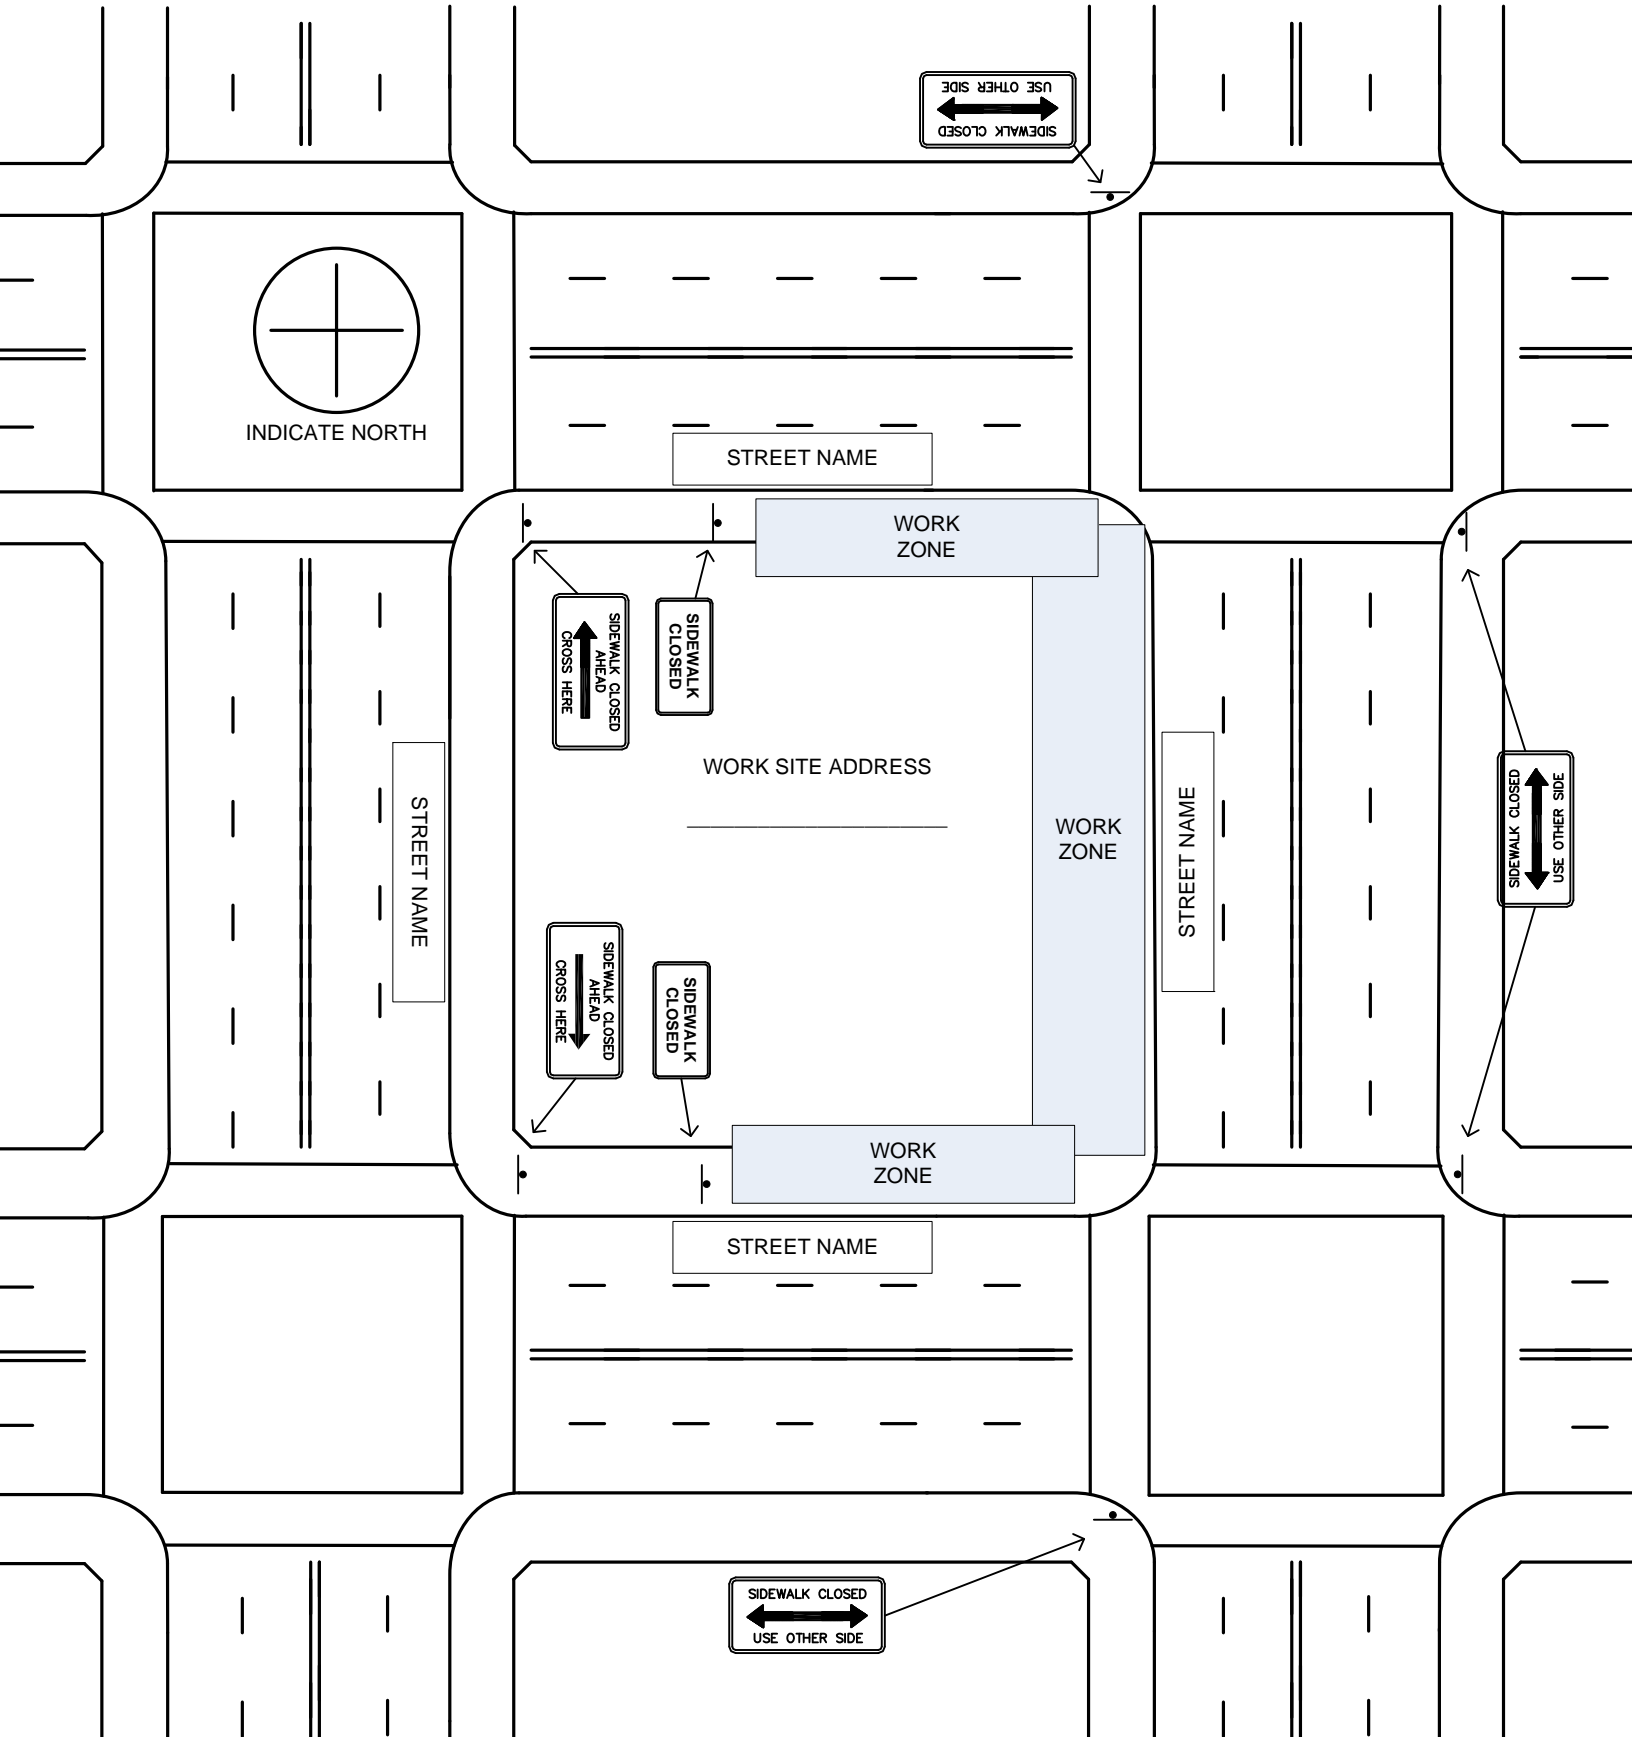 USE OTHER SIDE
SIDEWALK CLOSED
INDICATE NORTH
STREET NAME
WORK
ZONE
SIDEWALK CLOSED
AHEAD
CROSS HERE
SIDEWALK
CLOSED
WORK SITE ADDRESS
STREET NAME
WORK
ZONE
STREET NAME
SIDEWALK CLOSED
USE OTHER SIDE
SIDEWALK CLOSED
AHEAD
CROSS HERE
SIDEWALK
CLOSED
WORK
ZONE
STREET NAME
SIDEWALK CLOSED
USE OTHER SIDE